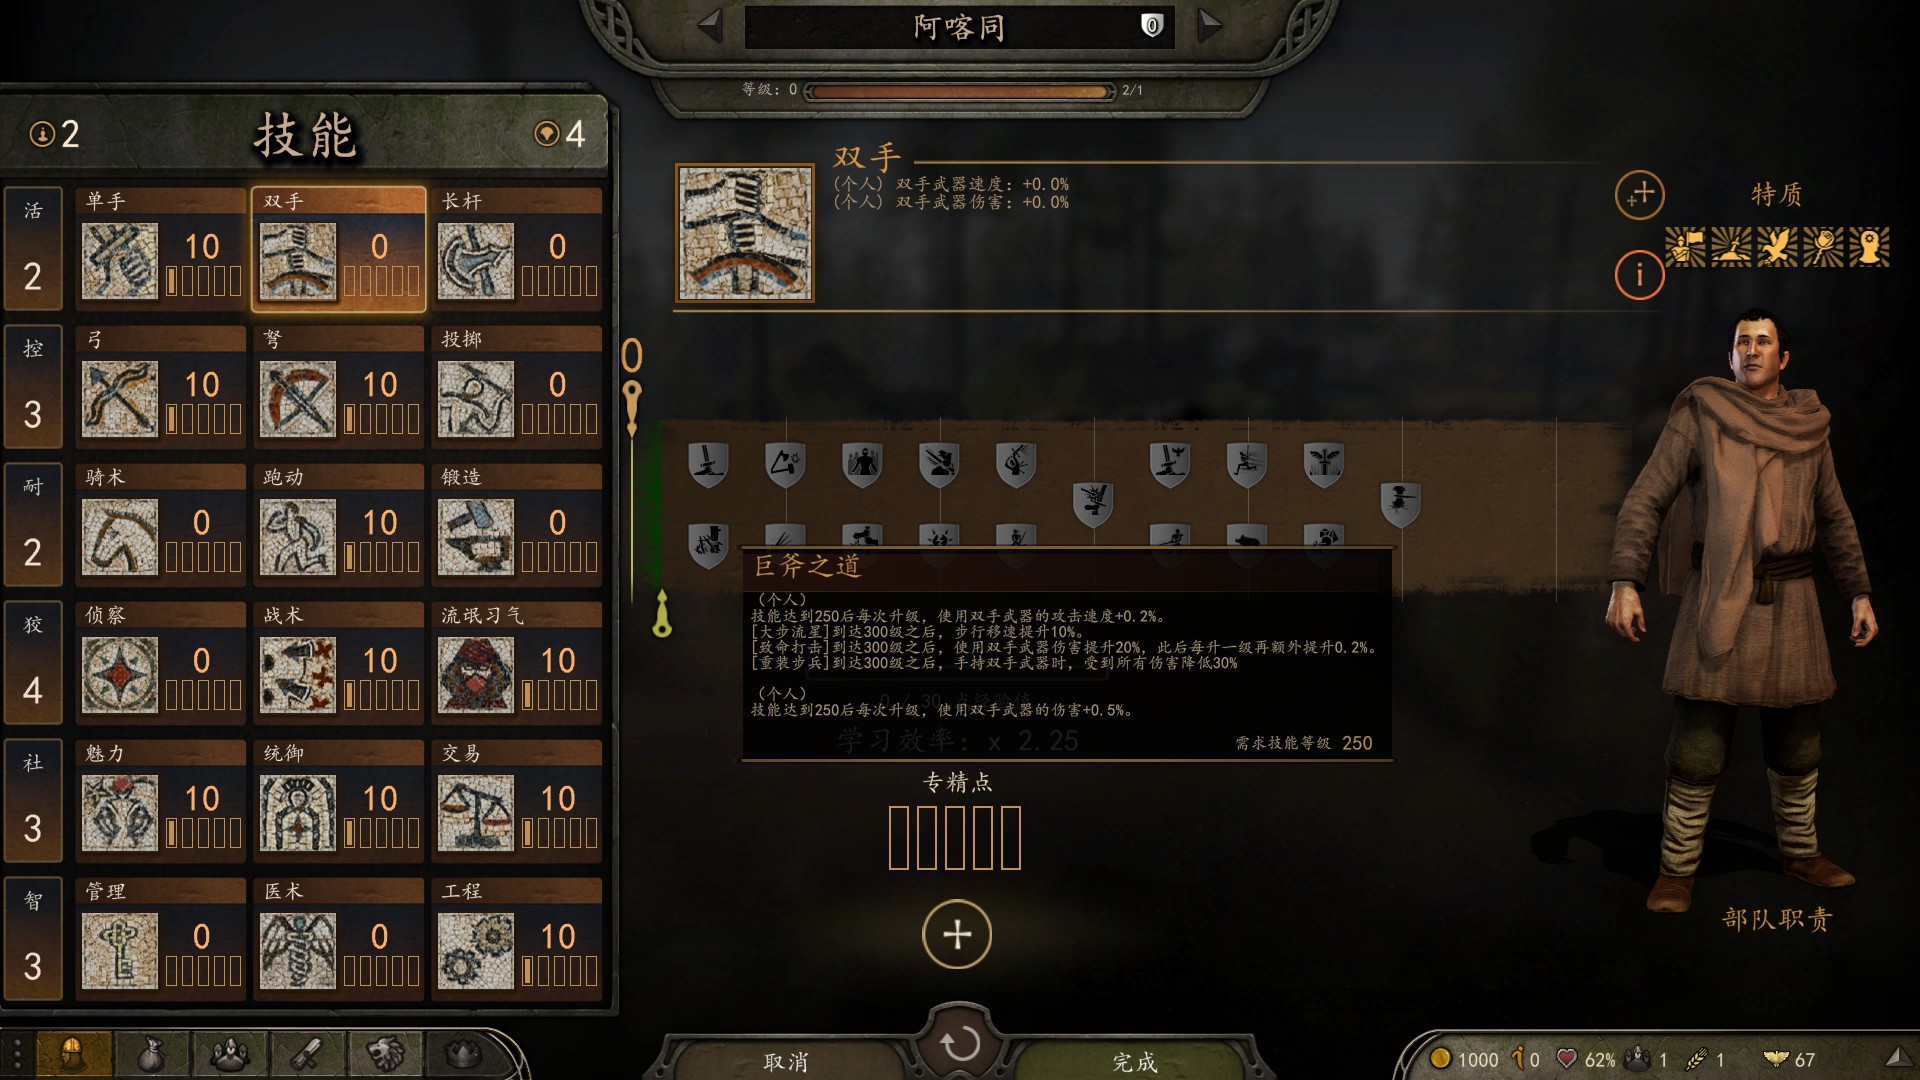 阿喀同
0
等级：0
2/1
2
技能
4
活
2
单手
10
双手
0
长杆
0
控
3
弓
10
弩
10
投掷
0
耐
2
骑术
0
跑动
10
锻造
0
狡
4
侦察
0
战术
10
流氓习气
10
社
3
魅力
10
统御
10
交易
10
智
3
管理
0
医术
0
工程
10
双手
(个人) 双手武器速度：+0.0%
(个人) 双手武器伤害：+0.0%
特质
0
巨斧之道
(个人)
技能达到250后每次升级，使用双手武器的攻击速度+0.2%。
[大步流星]到达300级之后，步行移速提升10%。
[致命打击]到达300级之后，使用双手武器伤害提升20%，此后每升一级再额外提升0.2%。
[重装步兵]到达300级之后，手持双手武器时，受到所有伤害降低30%
(个人)
0 / 30 点经验值
技能达到250后每次升级，使用双手武器的伤害+0.5%。
学习效率：x 2.25
需求技能等级 250
专精点
部队职责
取消
完成
1000
0
62%
1
1
67